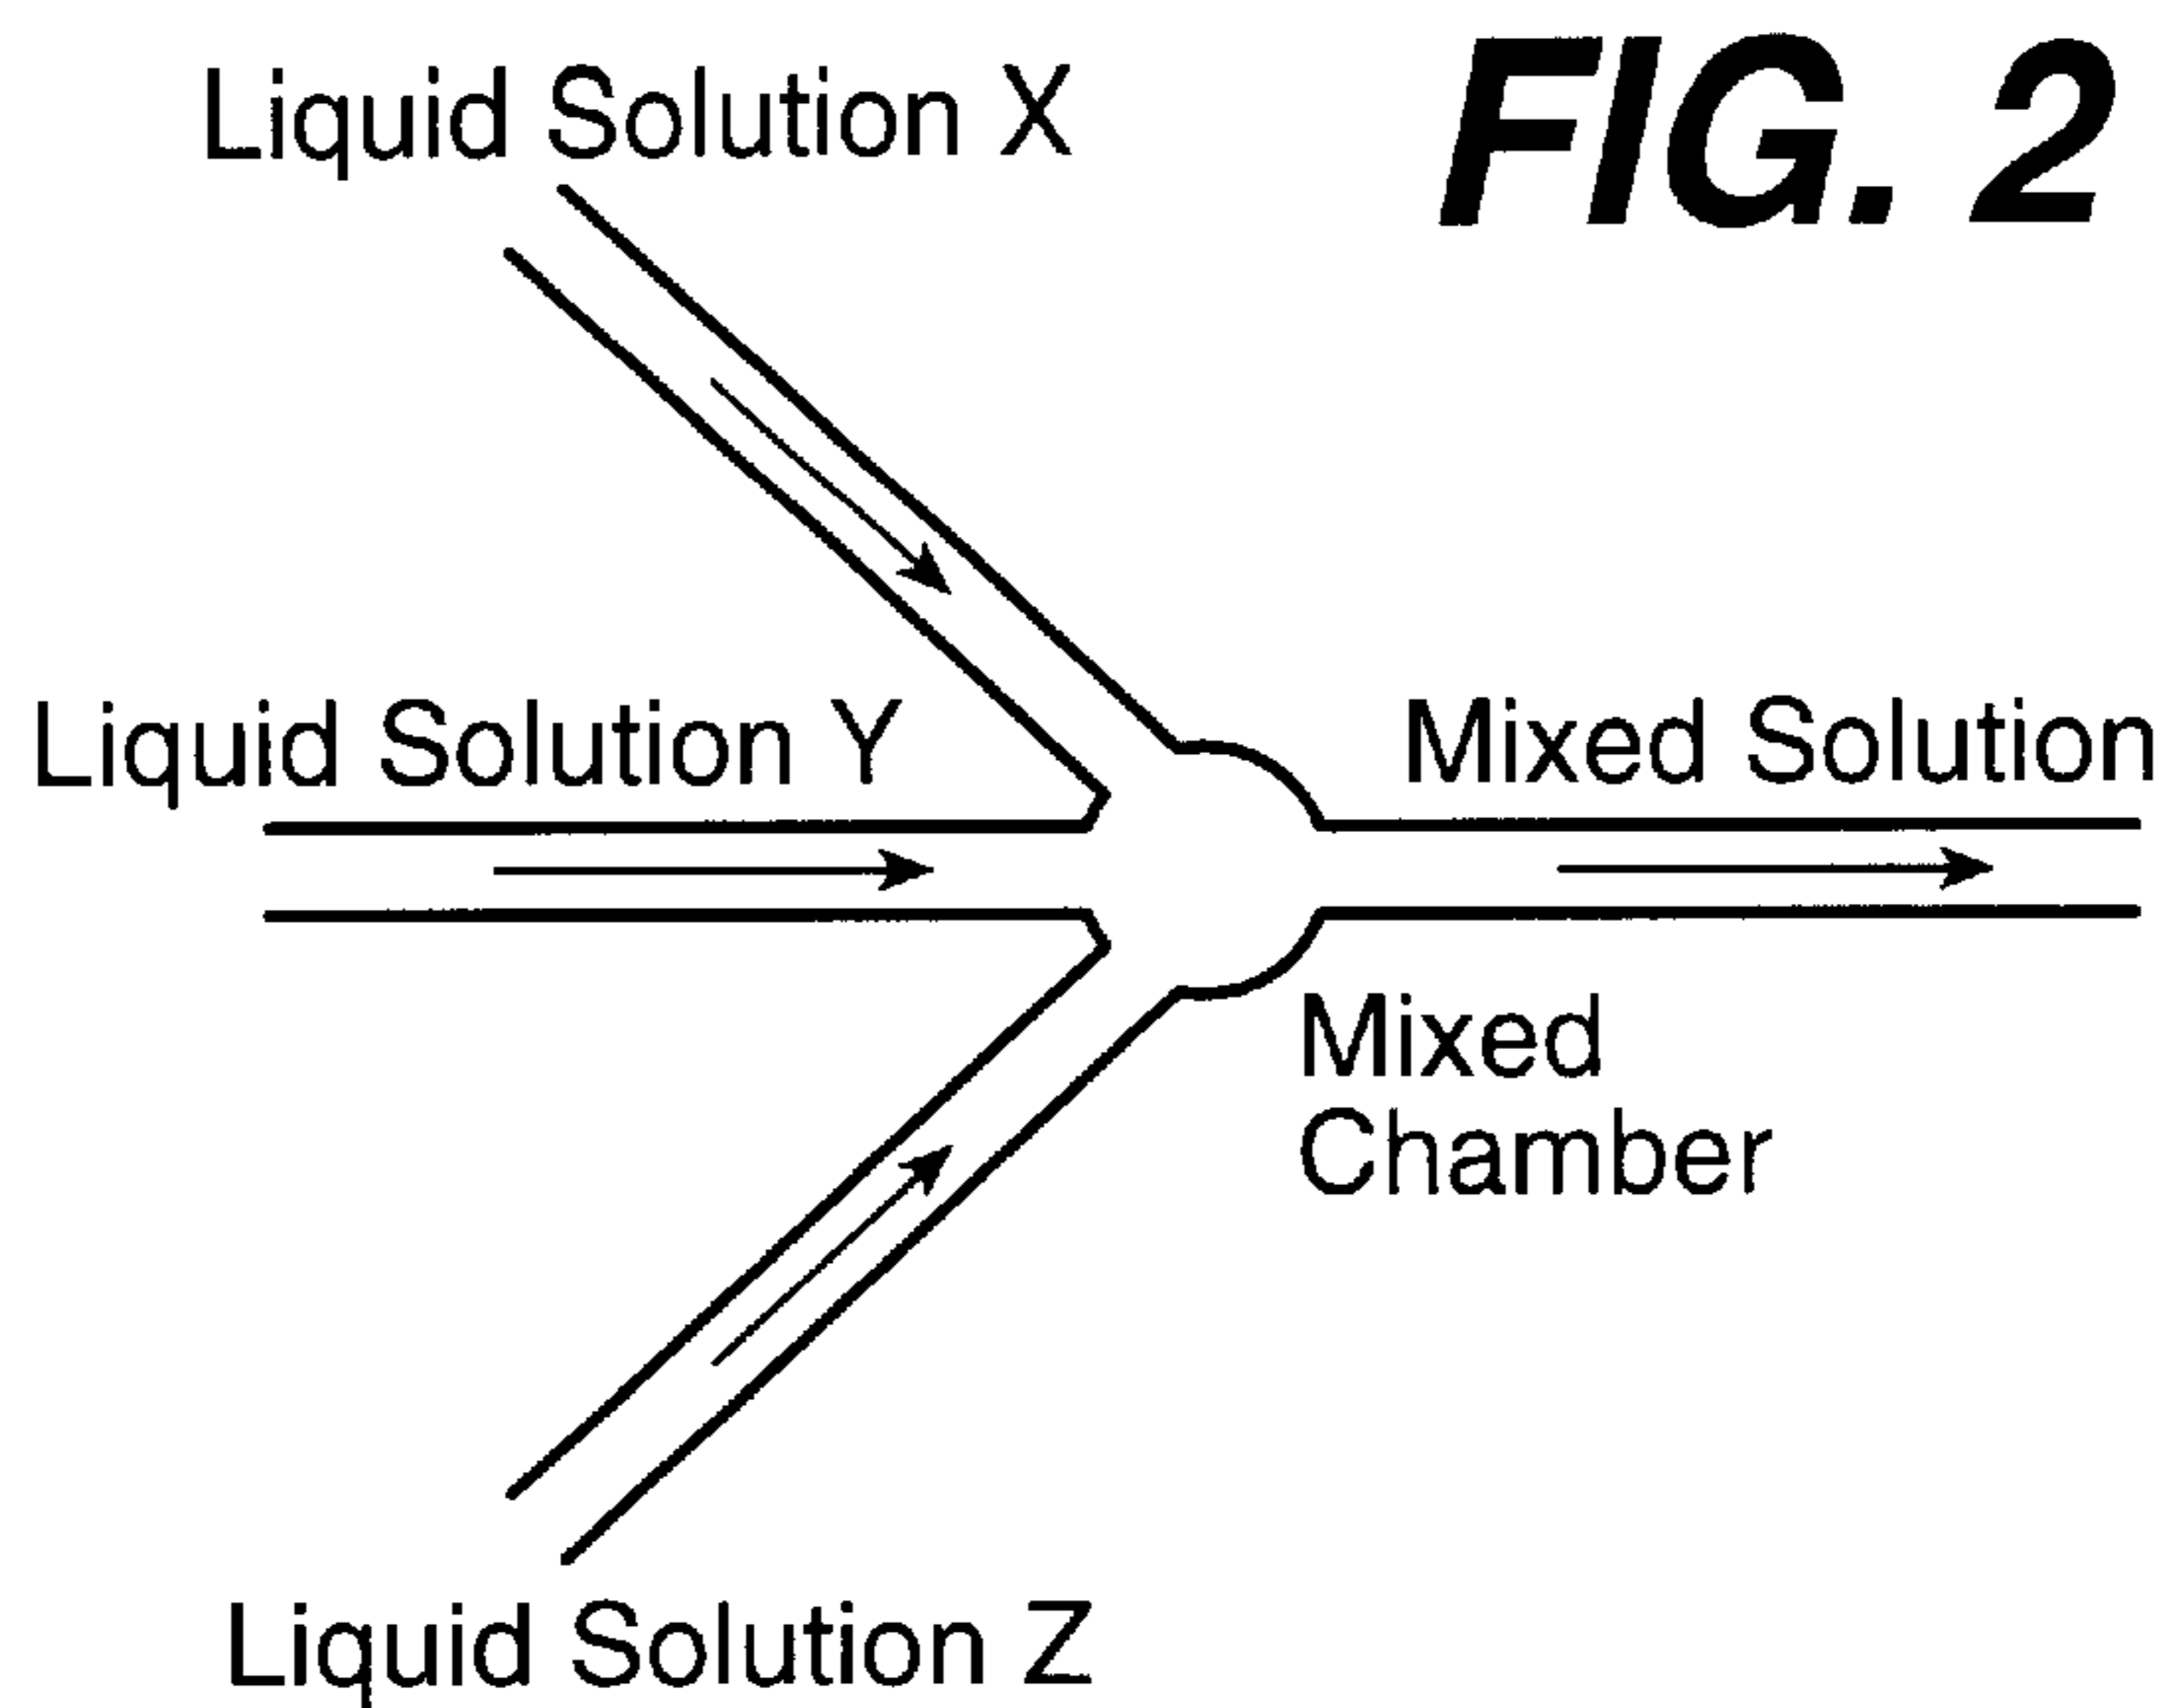 FIG. 2
Liquid Solution X
Liquid Solution Y
Mixed Solution
Mixed
Chamber
Liquid Solution Z